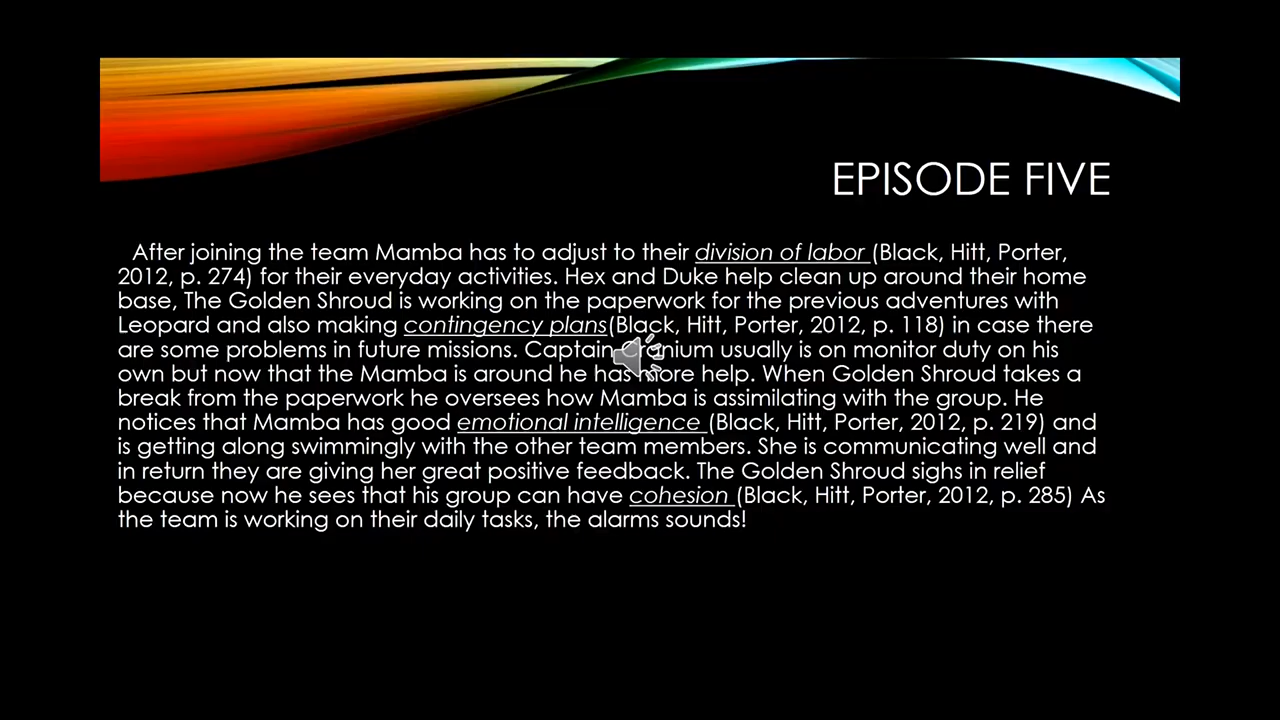 EPISODE FIVE
After joining the team Mamba has to adjust to their division of labor (Black, Hitt, Porter,
2012, p. 274) for their everyday activities. Hex and Duke help clean up around their home
base, The Golden Shroud is working on the paperwork for the previous adventures with
Leopard and also making contingency plans(Black, Hitt, Porter, 2012, p. 118) in case there
are some problems in future missions. Captain Cranium usually is on monitor duty on his
own but now that the Mamba is around he has more help. When Golden Shroud takes a
break from the paperwork he oversees how Mamba is assimilating with the group. He
notices that Mamba has good emotional intelligence (Black, Hitt, Porter, 2012, p. 219) and
is getting along swimmingly with the other team members. She is communicating well and
in return they are giving her great positive feedback. The Golden Shroud sighs in relief
because now he sees that his group can have cohesion (Black, Hitt, Porter, 2012, p. 285) As
the team is working on their daily tasks, the alarms sounds!